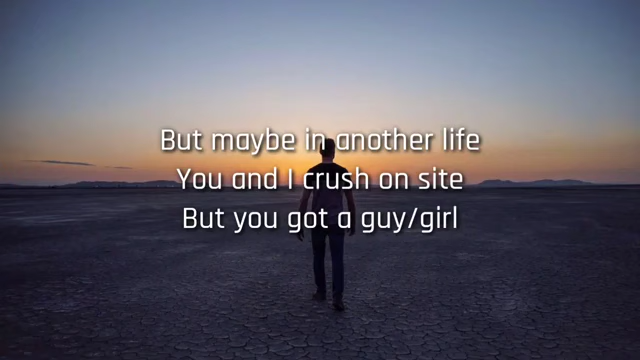 But maybe in another life
You and I crush on site
But you got a guy/girl